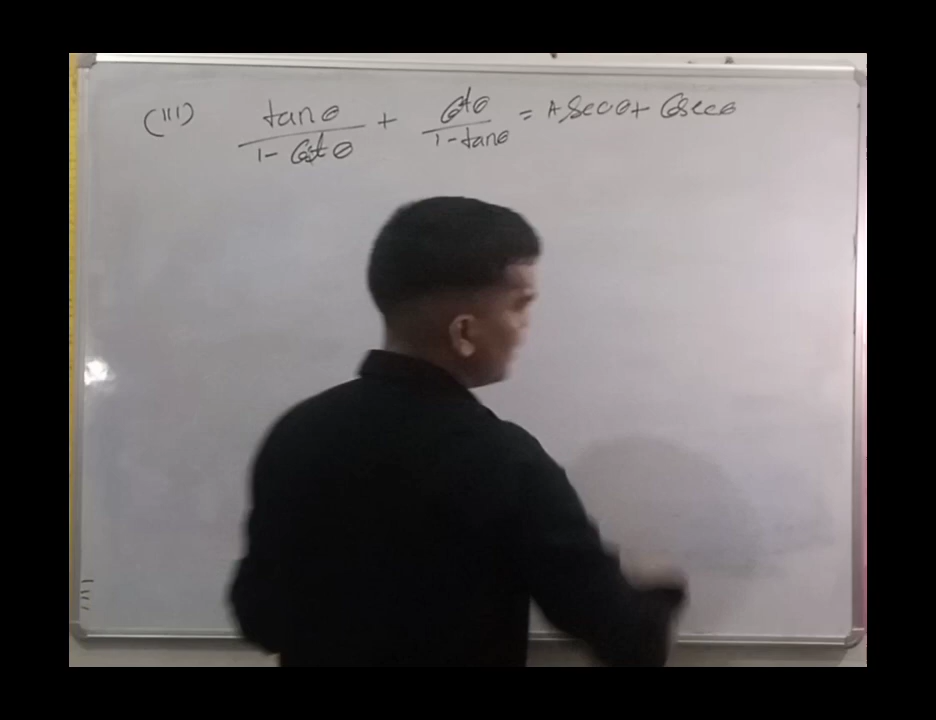 (III) tanθ / 1 - Cotθ + Cotθ / 1 - tanθ = 1 Secθ + Cosecθ